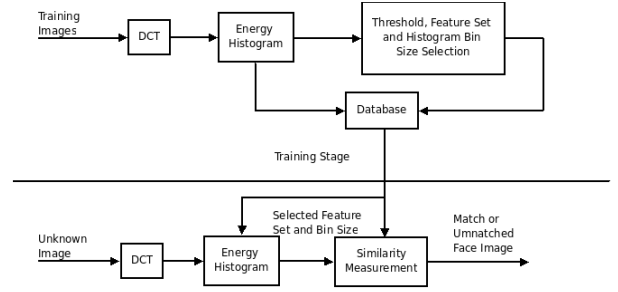 Training
Images
DCT
Energy
Histogram
Threshold, Feature Set
and Histogram Bin
Size Selection
Database
Training Stage
Selected Feature
Set and Bin Size
Unknown
Image
DCT
Energy
Histogram
Similarity
Measurement
Match or
Umnatched
Face Image